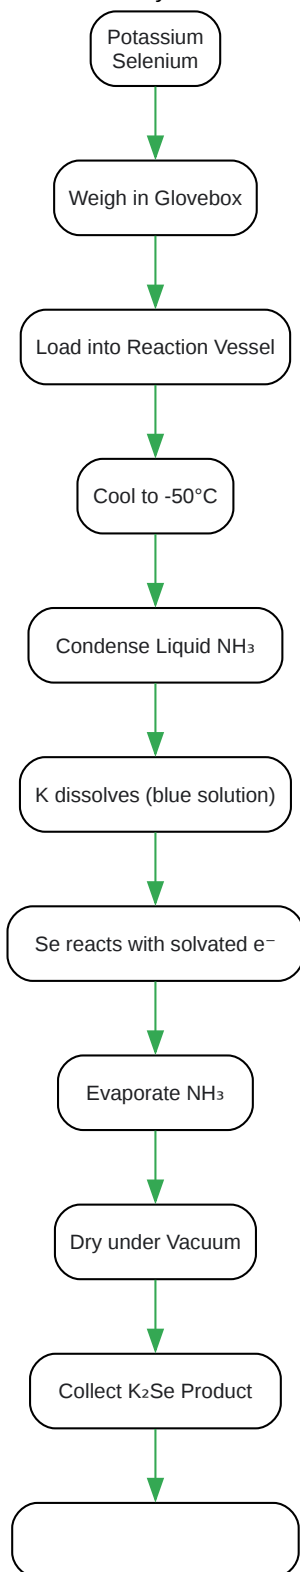 Potassium
Selenium
Weigh in Glovebox
Load into Reaction Vessel
Cool to -50°C
Condense Liquid NH₃
K dissolves (blue solution)
Se reacts with solvated e⁻
Evaporate NH₃
Dry under Vacuum
Collect K₂Se Product